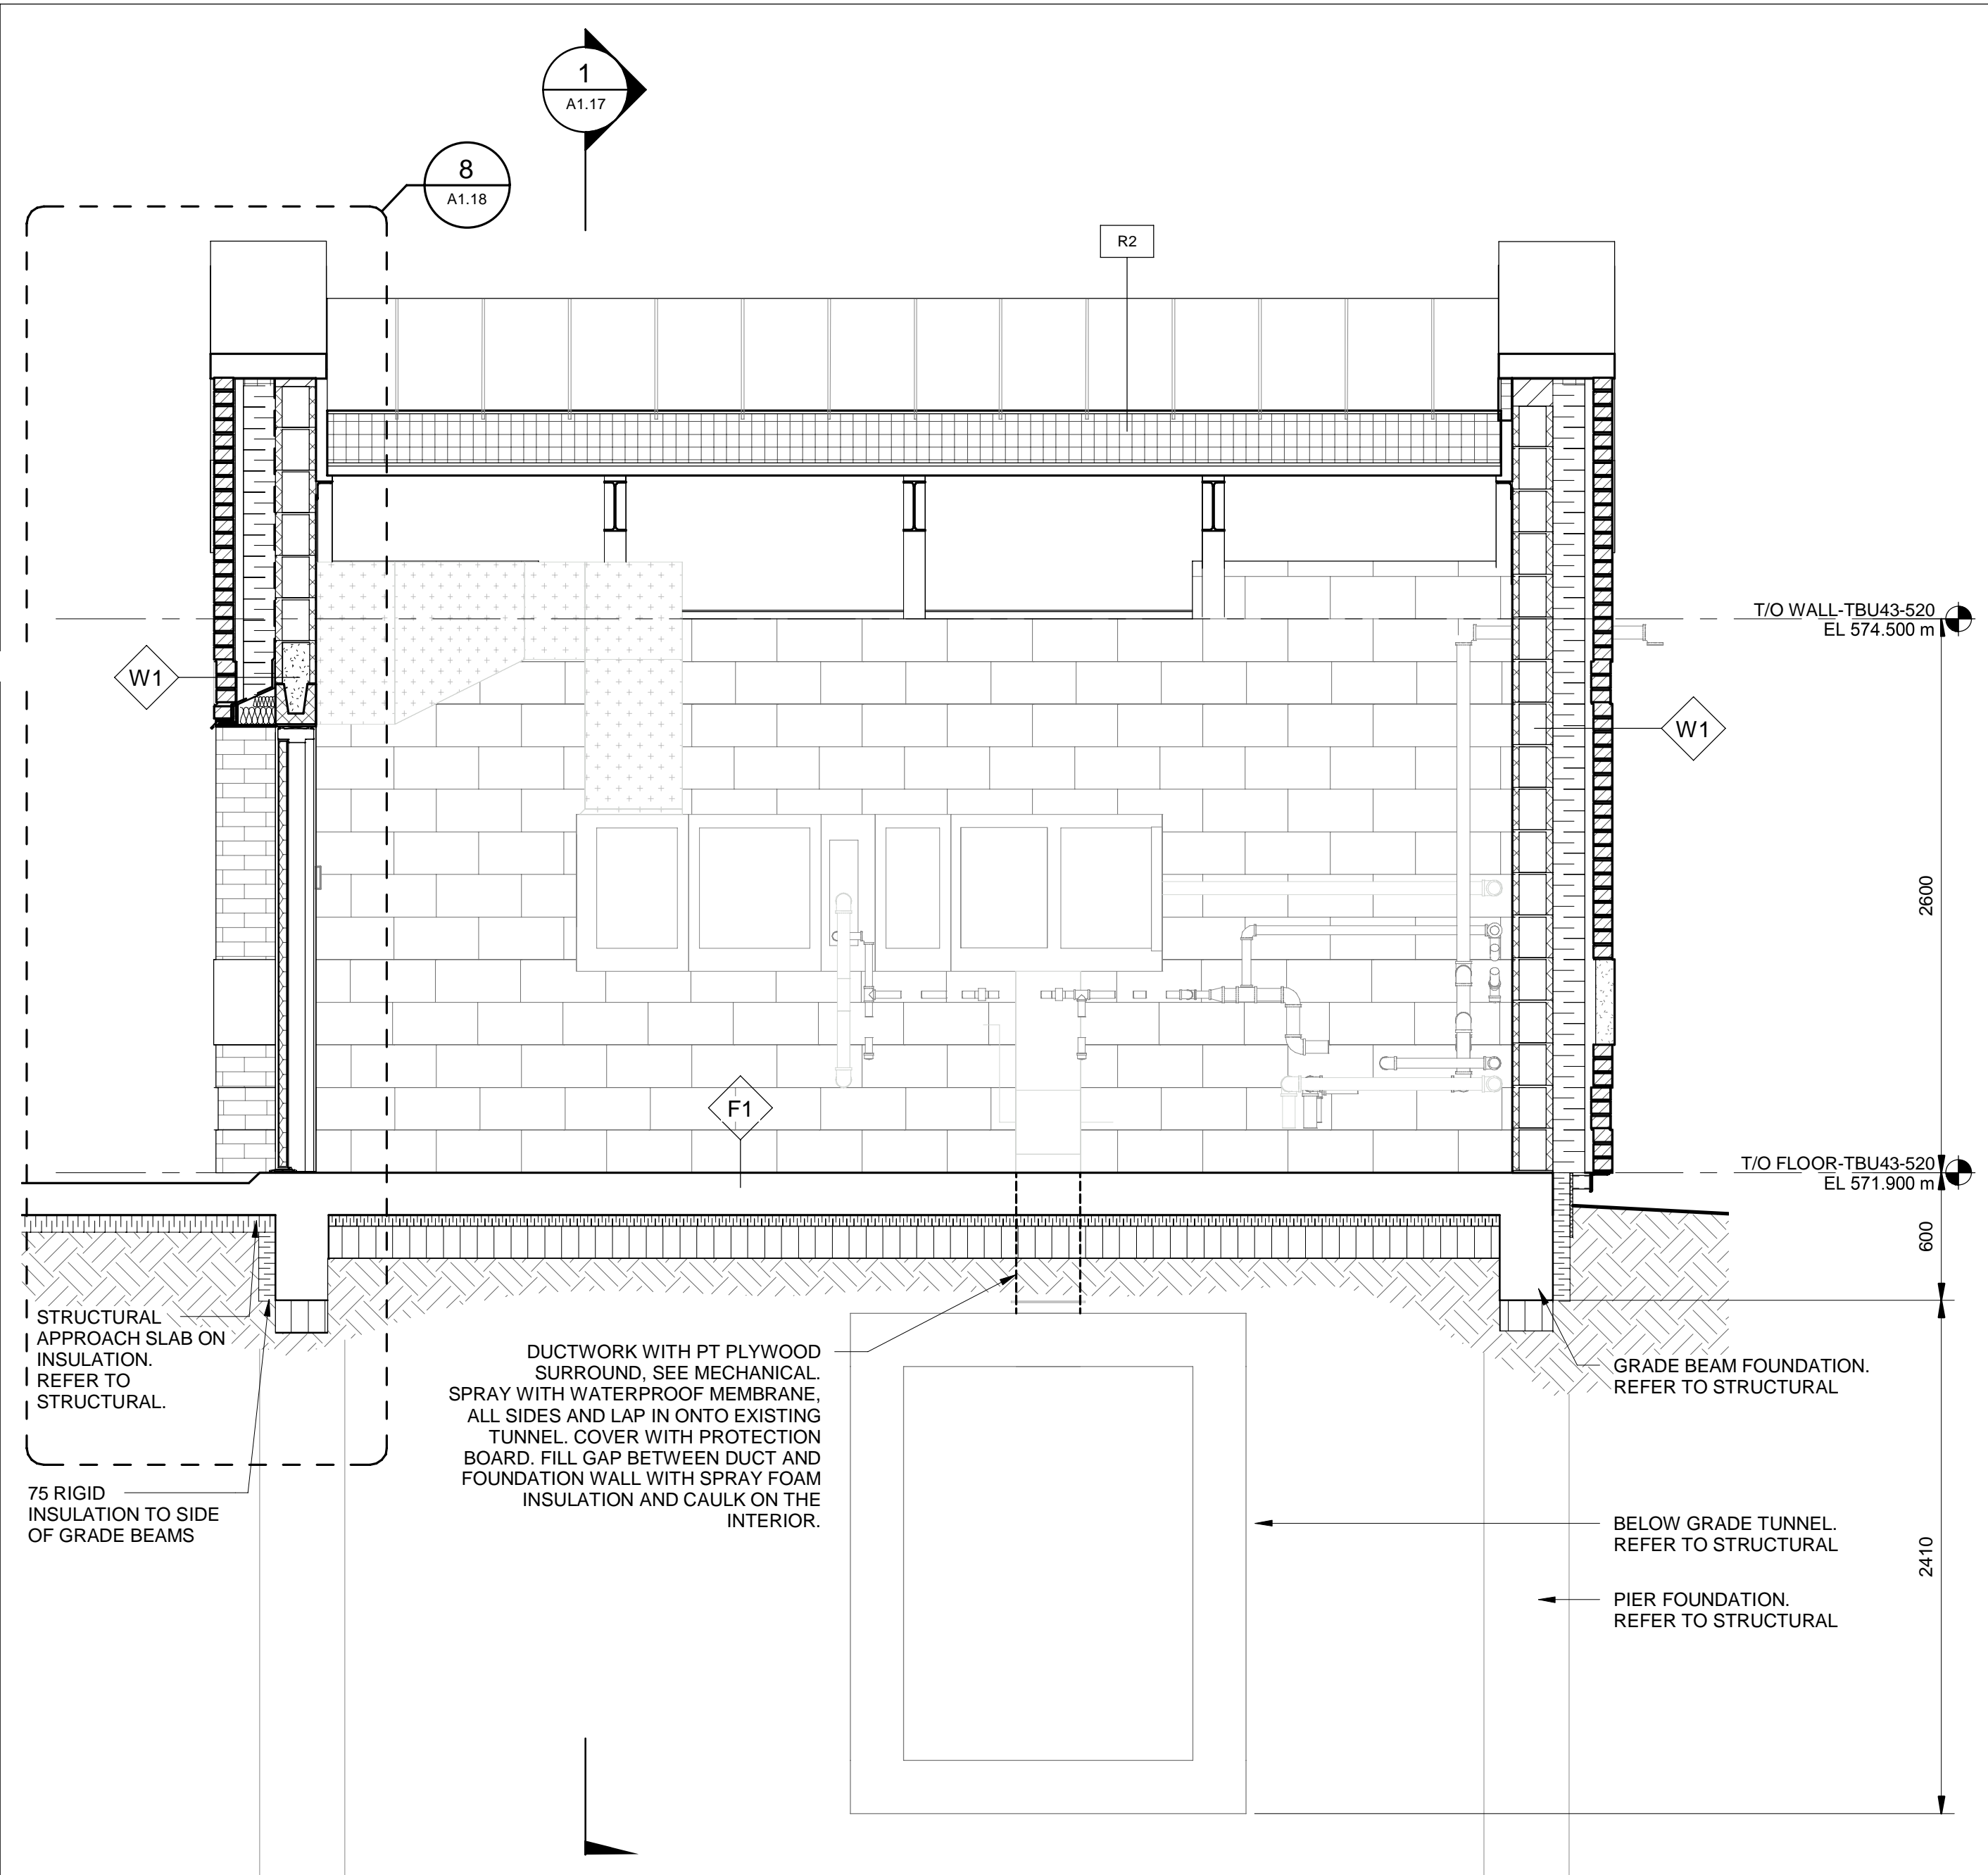 1
A1.17
8
A1.18
R2
T/O WALL-TBU43-520
EL 574.500 m
W1
W1
2600
F1
T/O FLOOR-TBU43-520
EL 571.900 m
600
STRUCTURAL
APPROACH SLAB ON
INSULATION.
REFER TO
STRUCTURAL.
75 RIGID
INSULATION TO SIDE
OF GRADE BEAMS
DUCTWORK WITH PT PLYWOOD
SURROUND, SEE MECHANICAL.
SPRAY WITH WATERPROOF MEMBRANE,
ALL SIDES AND LAP IN ONTO EXISTING
TUNNEL. COVER WITH PROTECTION
BOARD. FILL GAP BETWEEN DUCT AND
FOUNDATION WALL WITH SPRAY FOAM
INSULATION AND CAULK ON THE
INTERIOR.
GRADE BEAM FOUNDATION.
REFER TO STRUCTURAL
BELOW GRADE TUNNEL.
REFER TO STRUCTURAL
2410
PIER FOUNDATION.
REFER TO STRUCTURAL